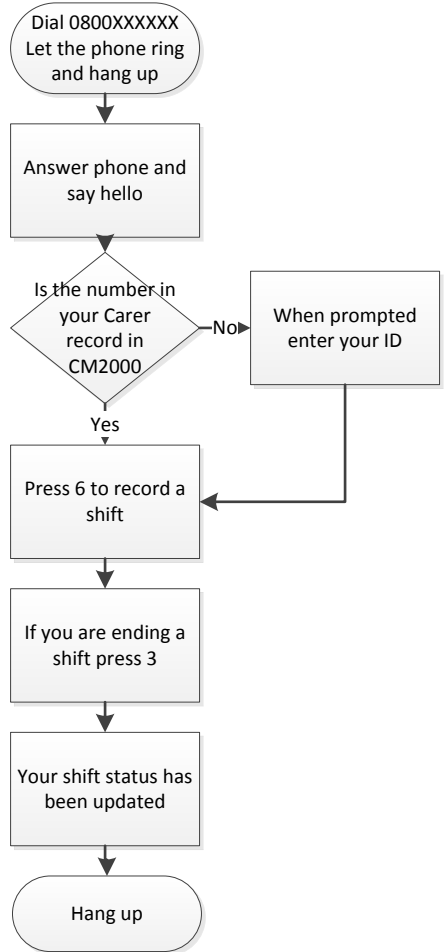 Dial 0800XXXXXX
Let the phone ring
and hang up
Answer phone and
say hello
Is the number in
your Carer
record in
CM2000
No
When prompted
enter your ID
Yes
Press 6 to record a
shift
If you are ending a
shift press 3
Your shift status has
been updated
Hang up